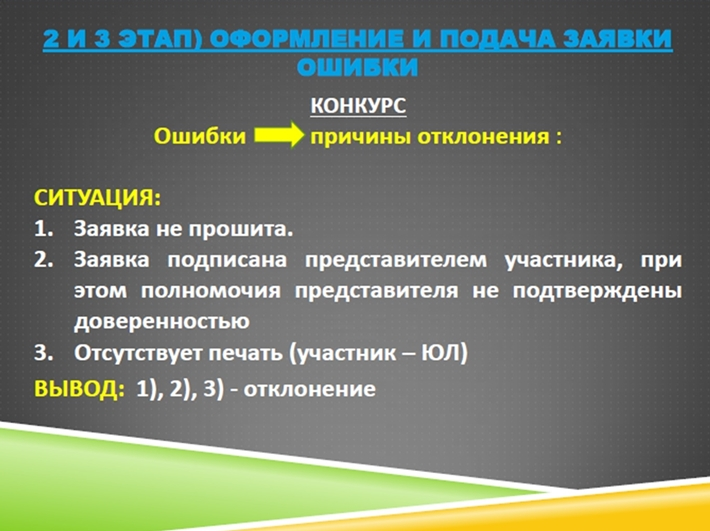 2 И 3 ЭТАП) ОФОРМЛЕНИЕ И ПОДАЧА ЗАЯВКИ
ОШИБКИ
КОНКУРС
Ошибки причины отклонения :
СИТУАЦИЯ:
1. Заявка не прошита.
2. Заявка подписана представителем участника, при
этом полномочия представителя не подтверждены
доверенностью
3. Отсутствует печать (участник – ЮЛ)
ВЫВОД: 1), 2), 3) - отклонение